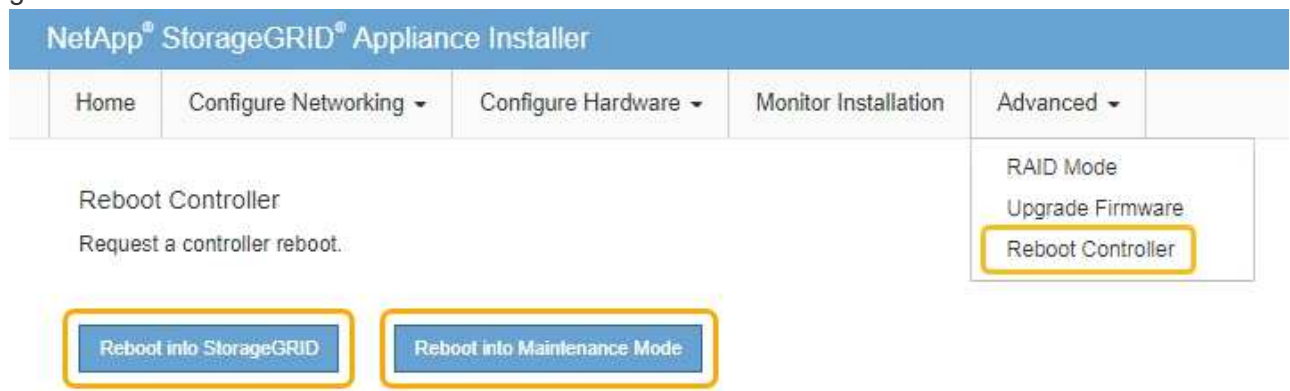 NetApp® StorageGRID® Appliance Installer
Home Configure Networking Configure Hardware Monitor Installation Advanced
RAID Mode
Upgrade Firmware
Reboot Controller
Reboot Controller
Request a controller reboot.
Reboot into StorageGRID Reboot into Maintenance Mode